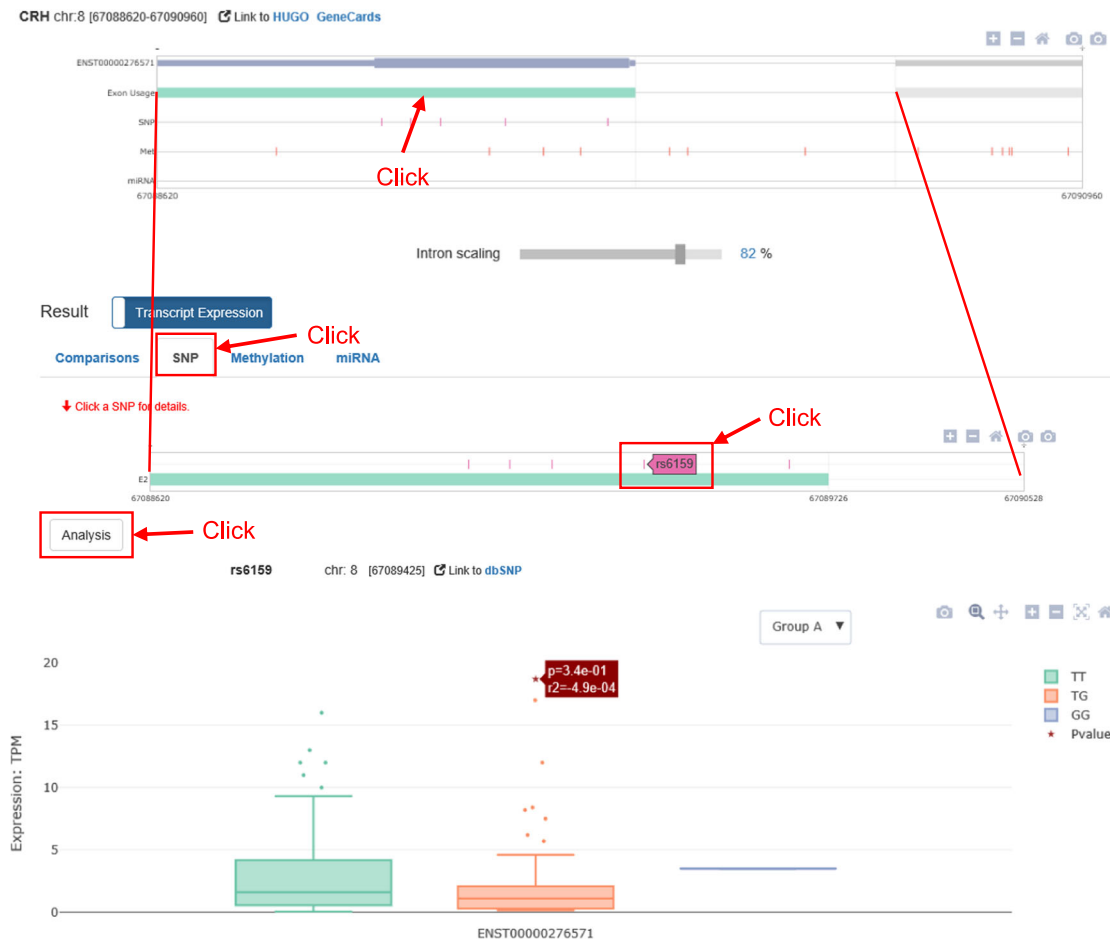 CRH chr:8 [67088620-67090960] Link to HUGO GeneCards
ENST00000276571
Exon Usage
Click
SNP
Met
miRNA
67088620 67090960
Intron scaling 82 %
Result Transcript Expression
Click
Comparisons SNP Methylation miRNA
Click a SNP for details.
Click
rs6159
E2
67088620 67089726 67090528
Analysis Click
rs6159 chr: 8 [67089425] Link to dbSNP
Group A ▼
p=3.4e-01
r2=-4.9e-04
TT
TG
GG
Pvalue
Expression: TPM
20
15
10
5
0
ENST00000276571